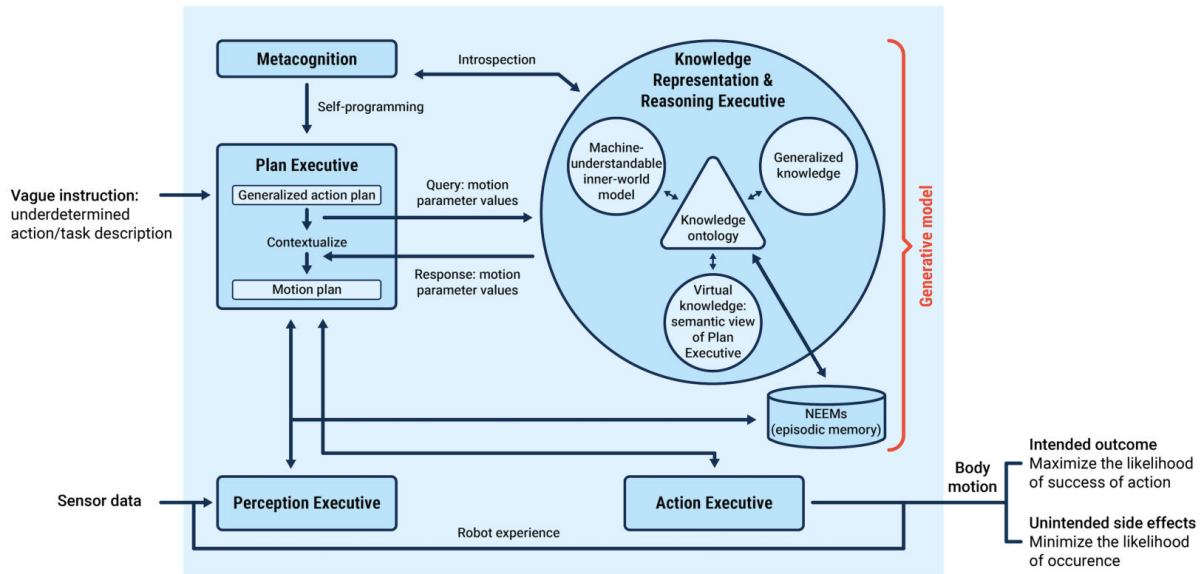 Metacognition
Introspection
Self-programming
Knowledge
Representation &
Reasoning Executive
Machine-
understandable
inner-world
model
Generalized
knowledge
Knowledge
ontology
Virtual
knowledge:
semantic view
of Plan
Executive
Generative model
Vague instruction:
underdetermined
action/task description
Plan Executive
Generalized action plan
Contextualize
Motion plan
Query: motion
parameter values
Response: motion
parameter values
NEEMs
(episodic memory)
Sensor data
Perception Executive
Action Executive
Robot experience
Body
motion
Intended outcome
Maximize the likelihood
of success of action
Unintended side effects
Minimize the likelihood
of occurence